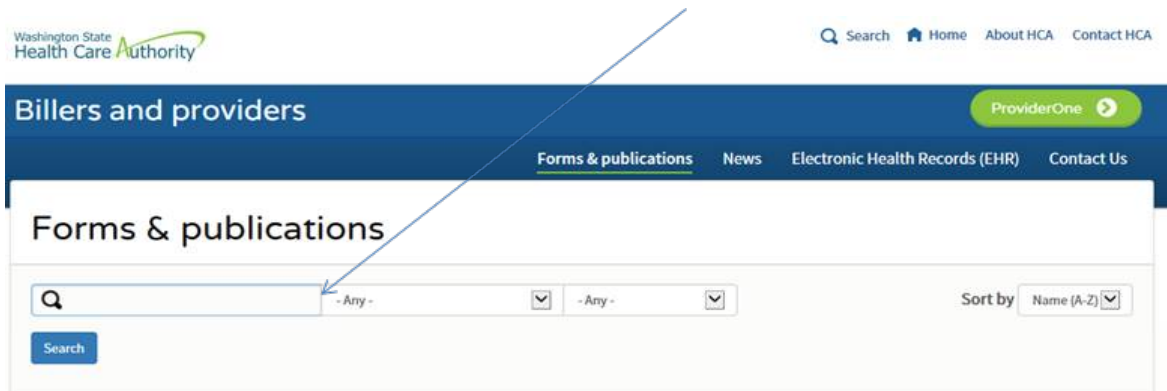 Washington State
Health Care Authority
Search Home About HCA Contact HCA
Billers and providers
ProviderOne
Forms & publications News Electronic Health Records (EHR) Contact Us
Forms & publications
- Any - - Any - Sort by Name (A-Z)
Search